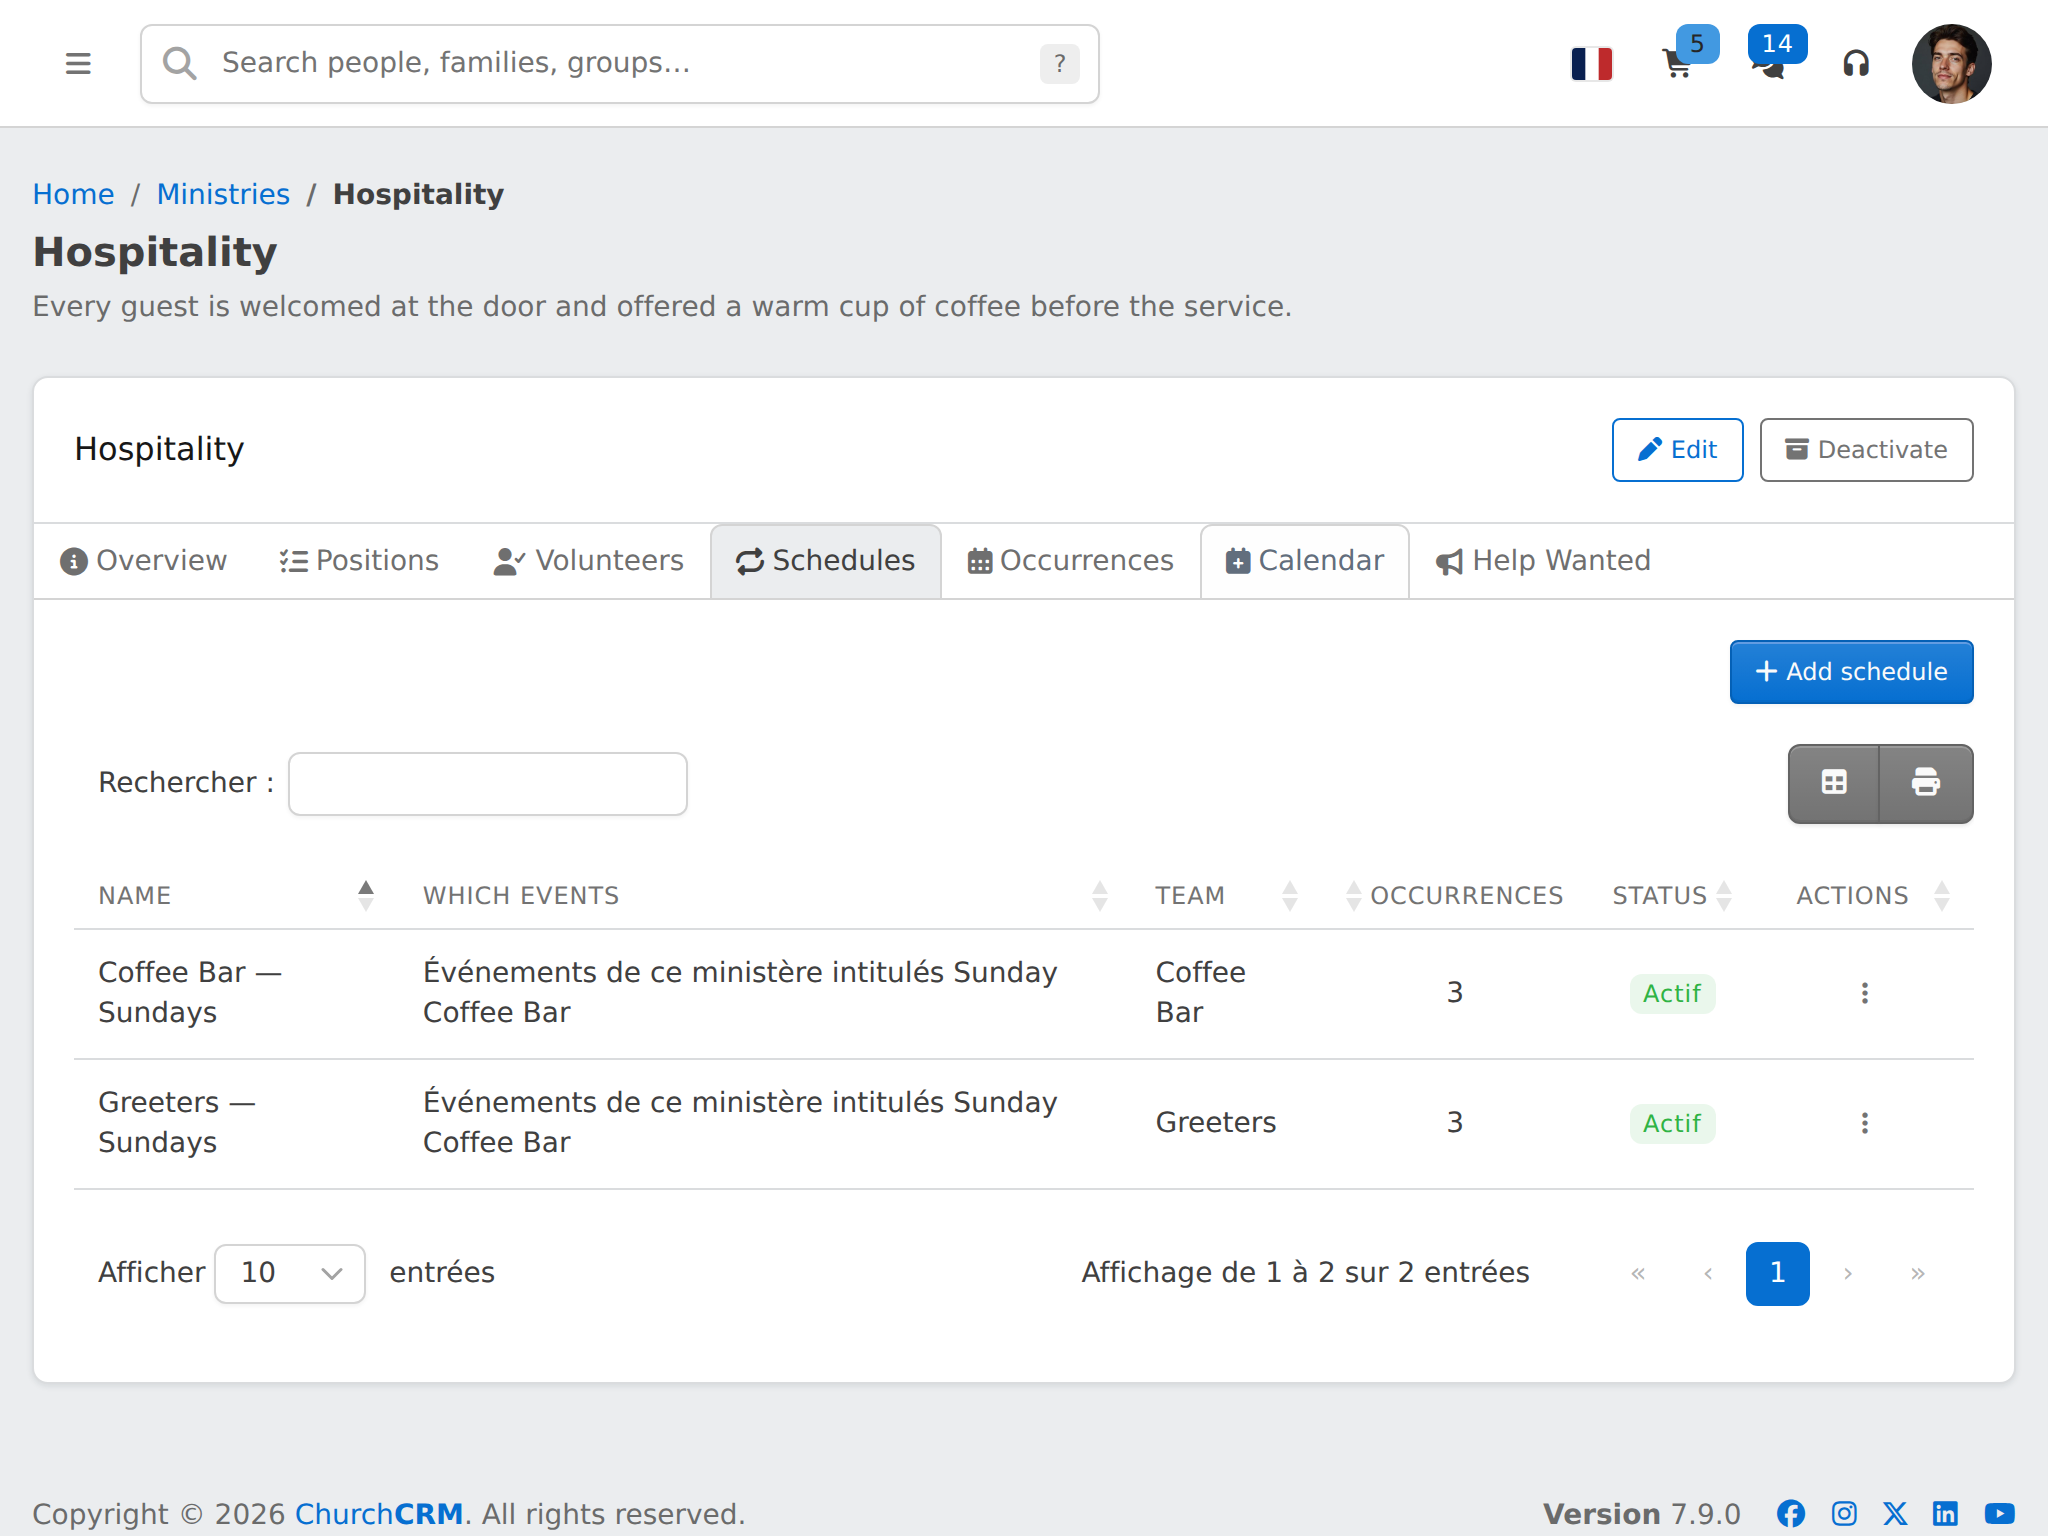 Search people, families, groups... ?
5
14
Home / Ministries / Hospitality
Hospitality
Every guest is welcomed at the door and offered a warm cup of coffee before the service.
Hospitality
Edit
Deactivate
Overview
Positions
Volunteers
Schedules
Occurrences
Calendar
Help Wanted
Add schedule
Rechercher :
NAME WHICH EVENTS TEAM OCCURRENCES STATUS ACTIONS
Coffee Bar —
Sundays
Événements de ce ministère intitulés Sunday
Coffee Bar
Coffee
Bar
3
Actif
Greeters —
Sundays
Événements de ce ministère intitulés Sunday
Coffee Bar
Greeters
3
Actif
Afficher 10 entrées
Affichage de 1 à 2 sur 2 entrées
« ‹ 1 › »
Copyright © 2026 ChurchCRM. All rights reserved.
Version 7.9.0